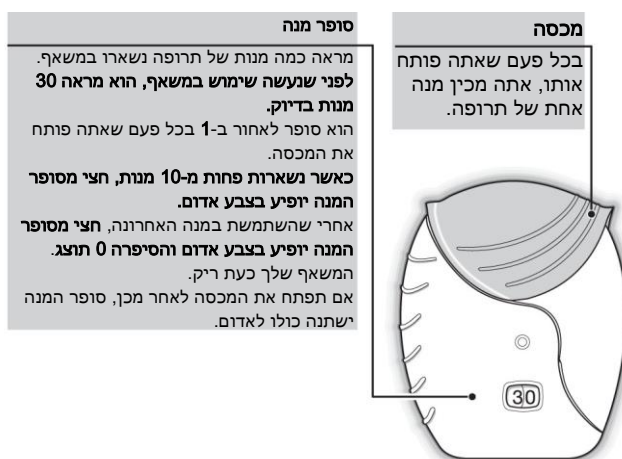 מכסה
בכל פעם שאתה פותח
אותו, אתה מכין מנה
אחת של תרופה.
סופר מנה
מראה כמה מנות של תרופה נשארו במשאף.
לפני שנעשה שימוש במשאף, הוא מראה 30
מנות בדיוק.
הוא סופר לאחור ב-1 בכל פעם שאתה פותח
את המכסה.
כאשר נשארות פחות מ-10 מנות, חצי מסופר
המנה יופיע בצבע אדום.
אחרי שהשתמשת במנה האחרונה, חצי מסופר
המנה יופיע בצבע אדום והסיפרה 0 תוצג.
המשאף שלך כעת ריק.
אם תפתח את המכסה לאחר מכן, סופר המנה
ישתנה כולו לאדום.
30